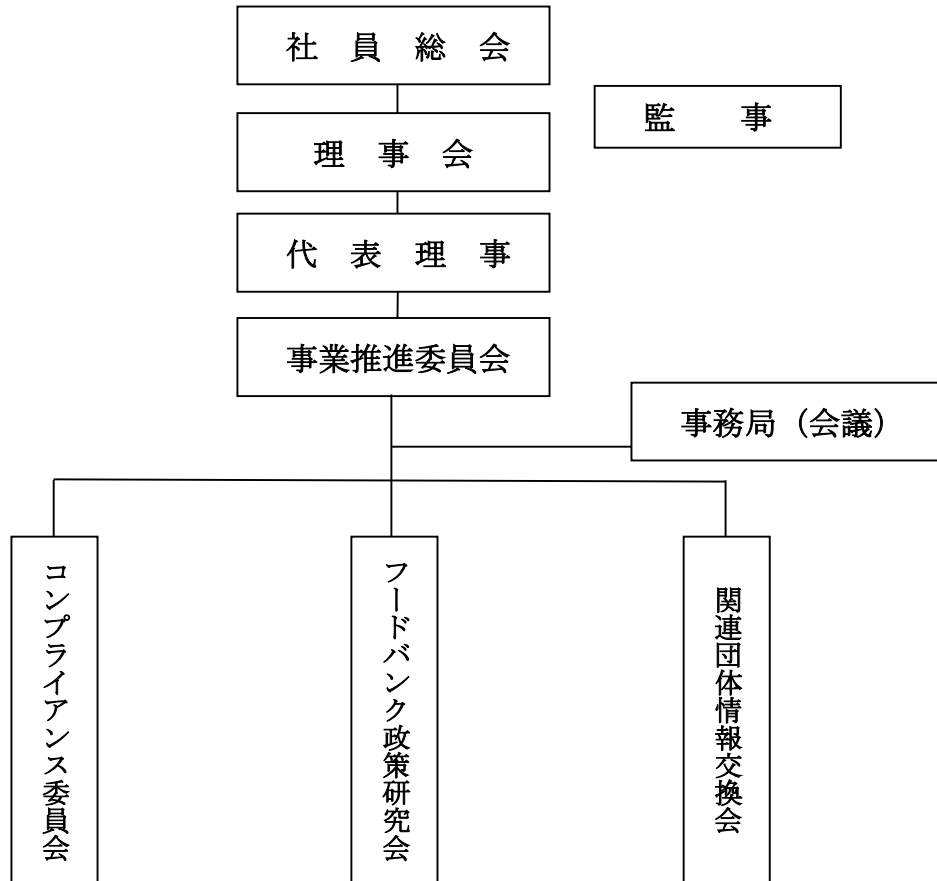 社　員　総　会
監　　事
理　事　会
代　表　理　事
事業推進委員会
事務局（会議）
コンプライアンス委員会
フードバンク政策研究会
関連団体情報交換会